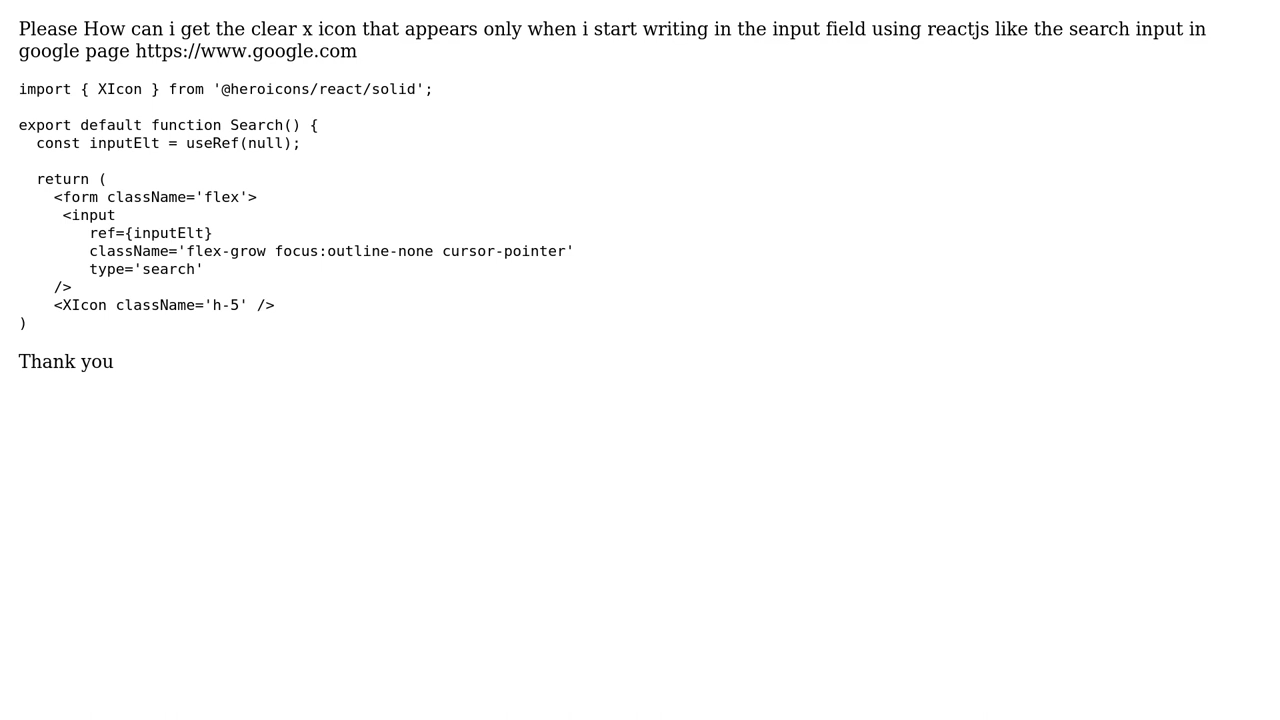 Please How can i get the clear x icon that appears only when i start writing in the input field using reactjs like the search input in
google page https://www.google.com
import { XIcon } from '@heroicons/react/solid';
export default function Search() {
  const inputElt = useRef(null);
  return (
    <form className='flex'>
     <input
        ref={inputElt}
        className='flex-grow focus:outline-none cursor-pointer'
        type='search'
    />
    <XIcon className='h-5' />
)
Thank you